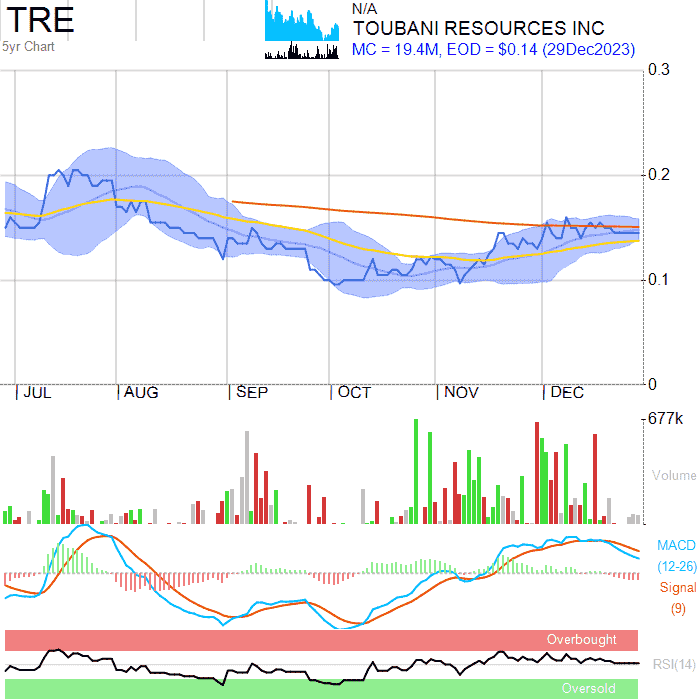 TRE
5yr Chart
N/A
TOUBANI RESOURCES INC
MC = 19.4M, EOD = $0.14 (29Dec2023)
0.3
0.2
0.1
0
JUL
AUG
SEP
OCT
NOV
DEC
677k
Volume
MACD
(12-26)
Signal
(9)
Overbought
RSI(14)
Oversold